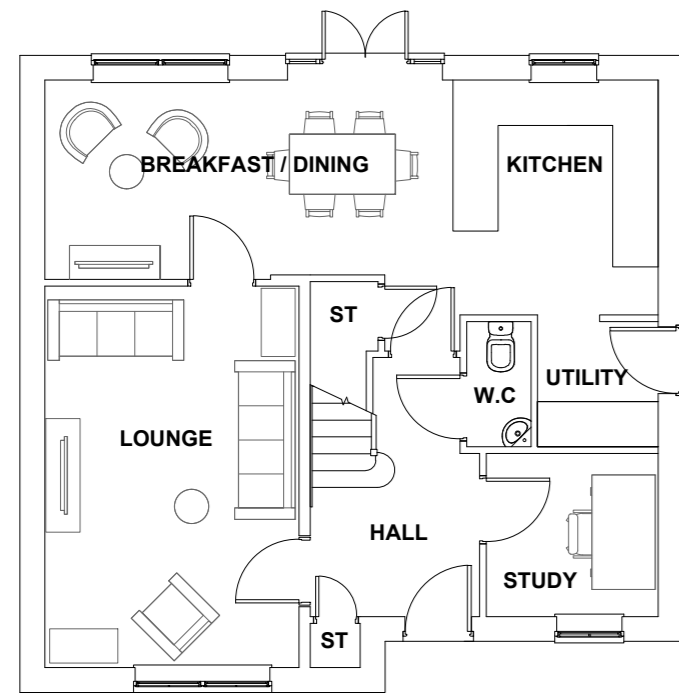 BREAKFAST / DINING
KITCHEN
ST
W.C
UTILITY
LOUNGE
HALL
STUDY
ST